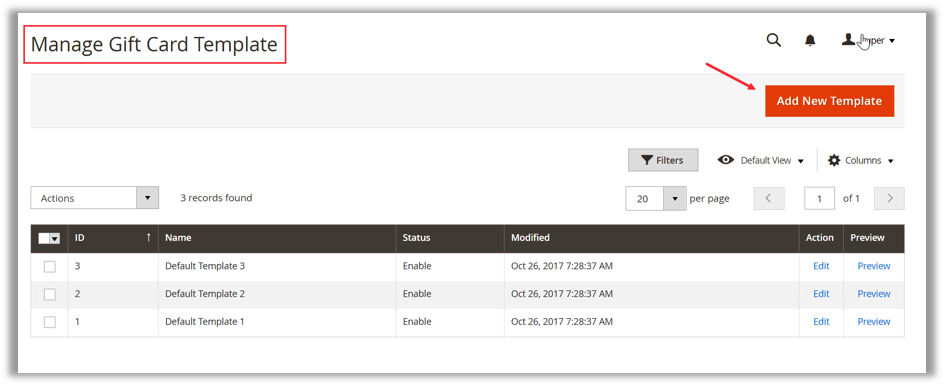 Manage Gift Card Template
Add New Template
Filters
Default View
Columns
Actions
3 records found
20
per page
1
of 1
ID ↑ Name Status Modified Action Preview
3 Default Template 3 Enable Oct 26, 2017 7:28:37 AM Edit Preview
2 Default Template 2 Enable Oct 26, 2017 7:28:37 AM Edit Preview
1 Default Template 1 Enable Oct 26, 2017 7:28:37 AM Edit Preview